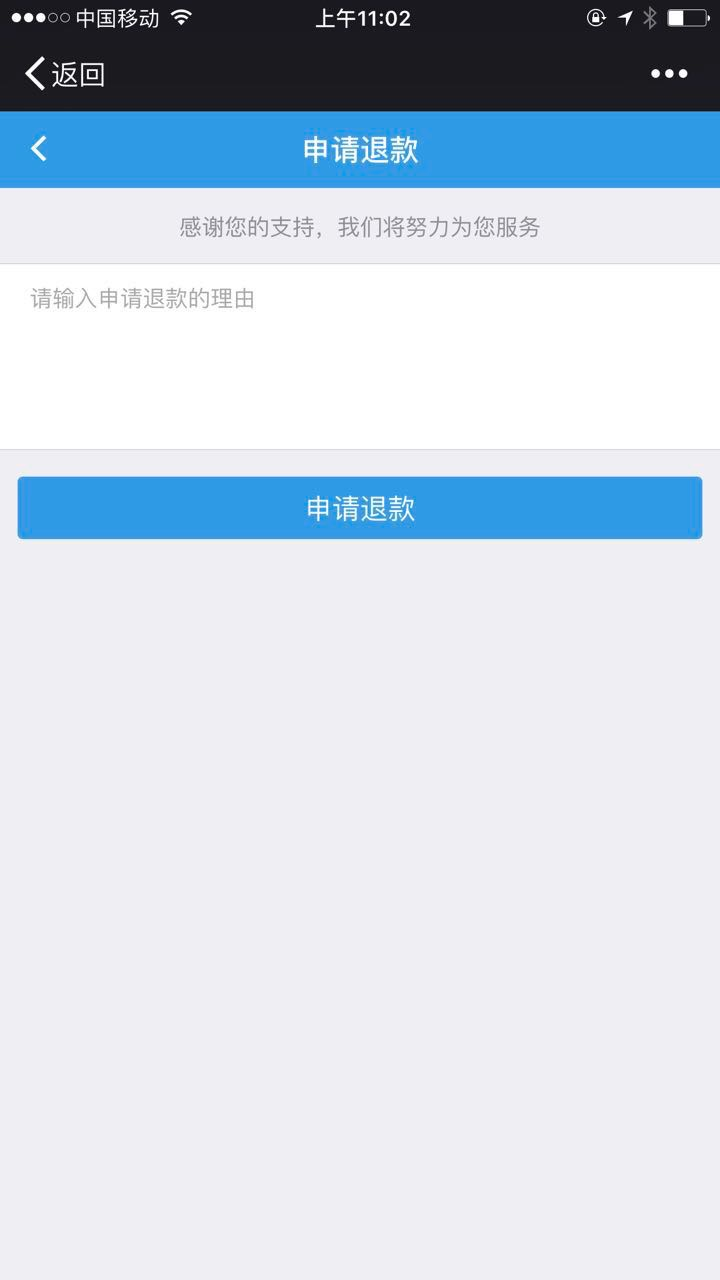 中国移动 上午11:02
返回
申请退款
感谢您的支持，我们将努力为您服务
请输入申请退款的理由
申请退款